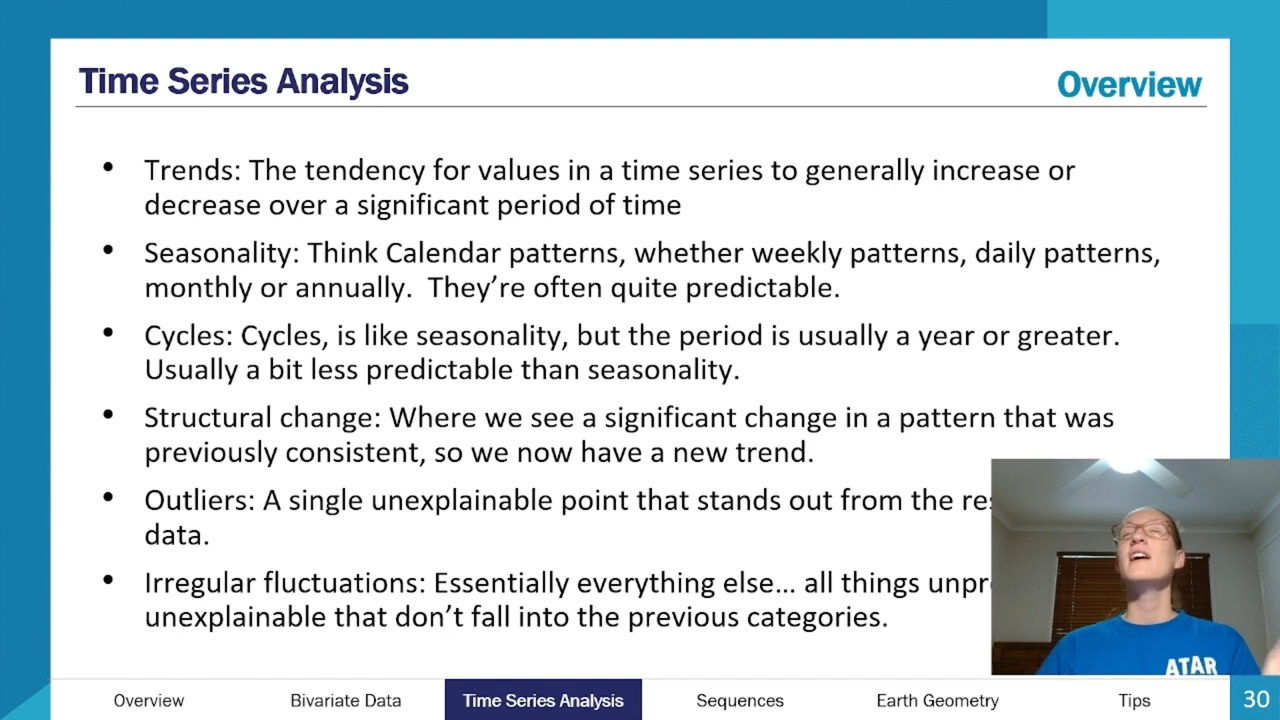 Time Series Analysis
Overview
• Trends: The tendency for values in a time series to generally increase or
decrease over a significant period of time
• Seasonality: Think Calendar patterns, whether weekly patterns, daily patterns,
monthly or annually. They’re often quite predictable.
• Cycles: Cycles, is like seasonality, but the period is usually a year or greater.
Usually a bit less predictable than seasonality.
• Structural change: Where we see a significant change in a pattern that was
previously consistent, so we now have a new trend.
• Outliers: A single unexplainable point that stands out from the
data.
• Irregular fluctuations: Essentially everything else... all things
unexplainable that don’t fall into the previous categories.
ATAR
Overview Bivariate Data Time Series Analysis Sequences Earth Geometry Tips 30